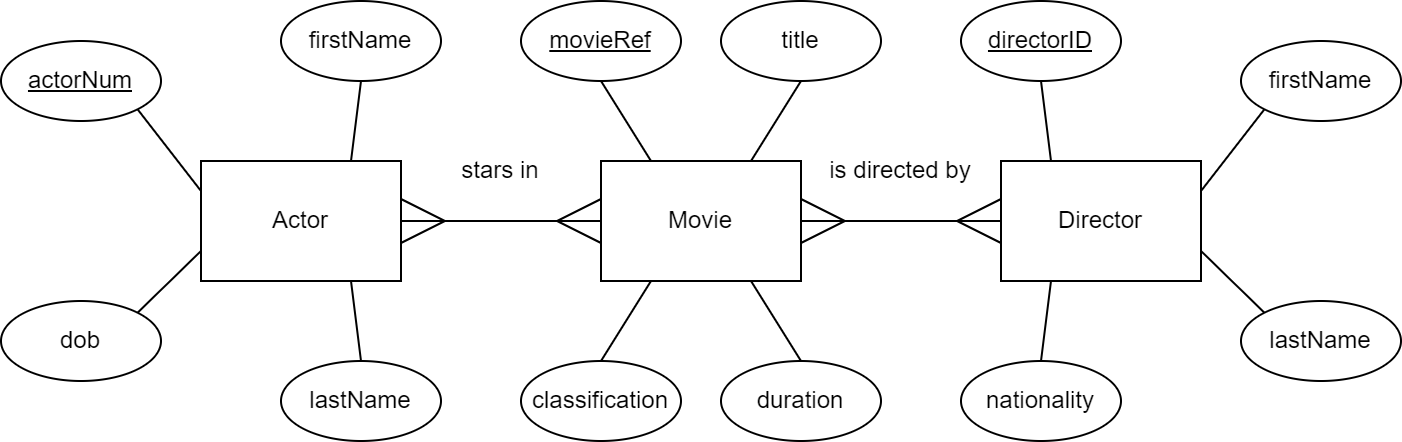 firstName
movieRef
title
directorID
actorNum
firstName
stars in
is directed by
Actor
Movie
Director
dob
lastName
lastName
classification
duration
nationality